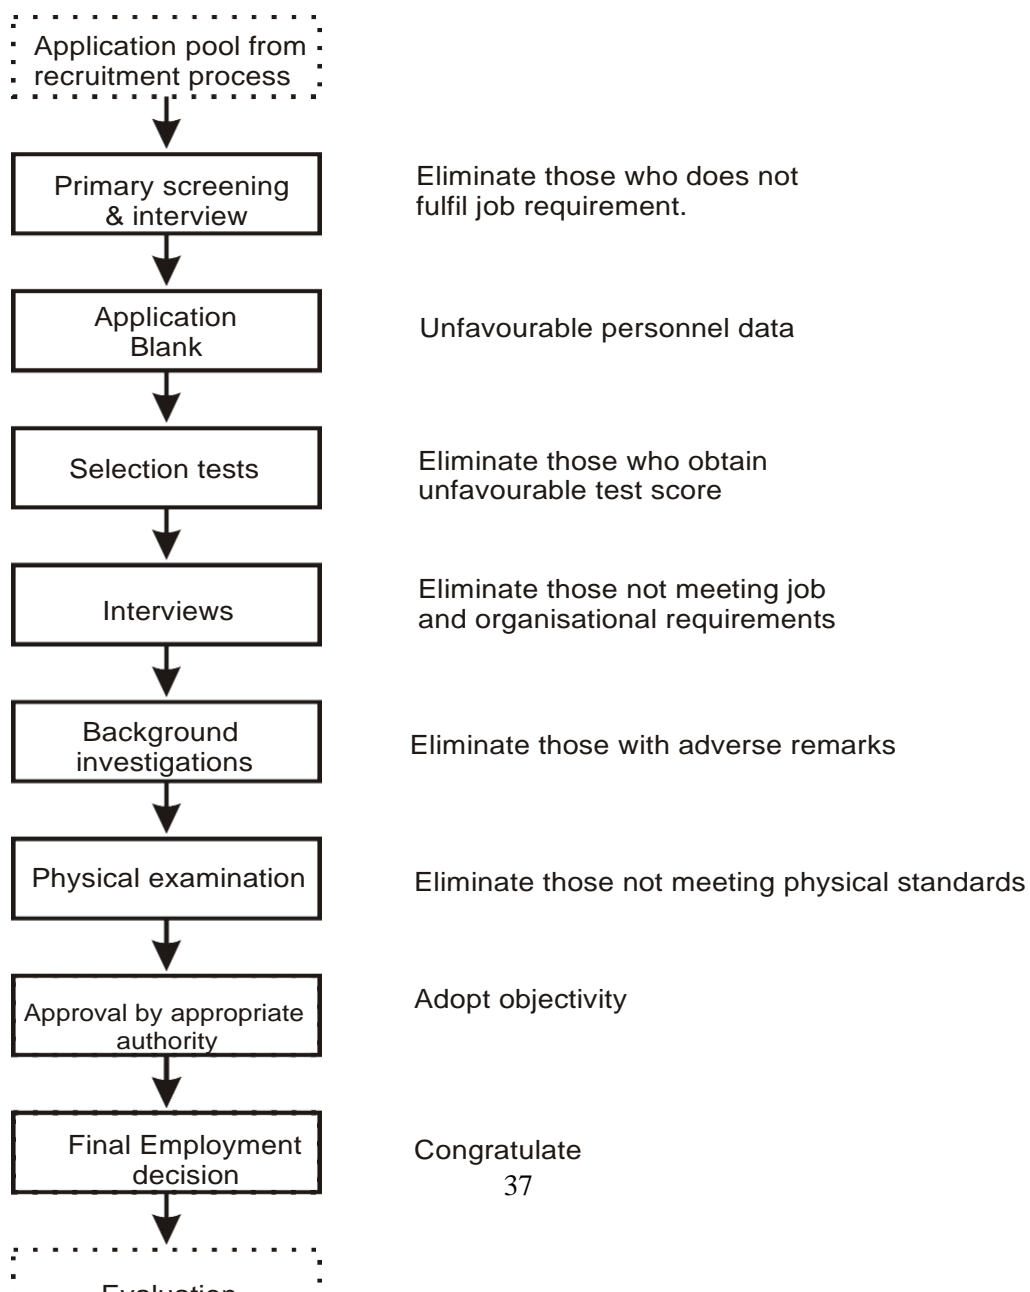 Application pool from
recruitment process
Primary screening
& interview
Eliminate those who does not
fulfil job requirement.
Application
Blank
Unfavourable personnel data
Selection tests
Eliminate those who obtain
unfavourable test score
Interviews
Eliminate those not meeting job
and organisational requirements
Background
investigations
Eliminate those with adverse remarks
Physical examination
Eliminate those not meeting physical standards
Approval by appropriate
authority
Adopt objectivity
Final Employment
decision
Congratulate
37
Evaluation